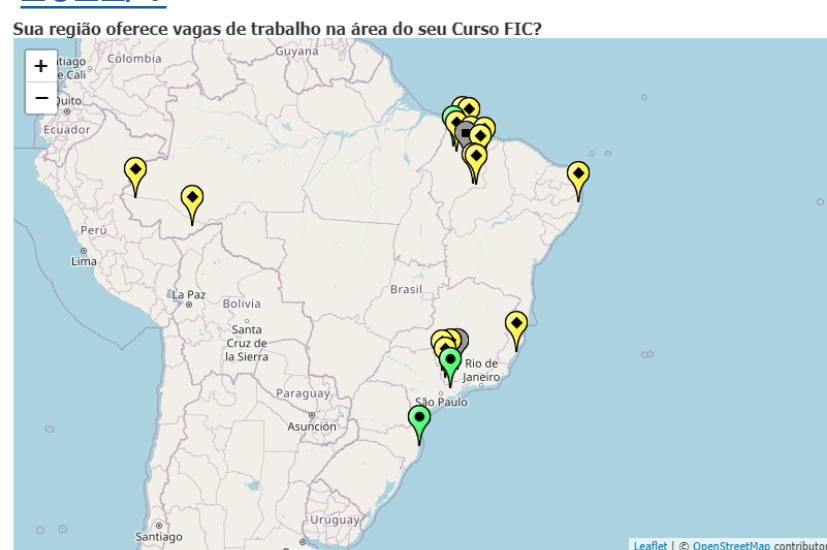 Sua região oferece vagas de trabalho na área do seu Curso FIC?
+
−
Colombia
Guyana
e Cali
Quito
Ecuador
Perú
Lima
La Paz
Bolivia
Santa
Cruz de
la Sierra
Brasil
Rio de
Janeiro
São Paulo
Paraguay
Asunción
Uruguay
Santiago
Leaflet | © OpenStreetMap contributor